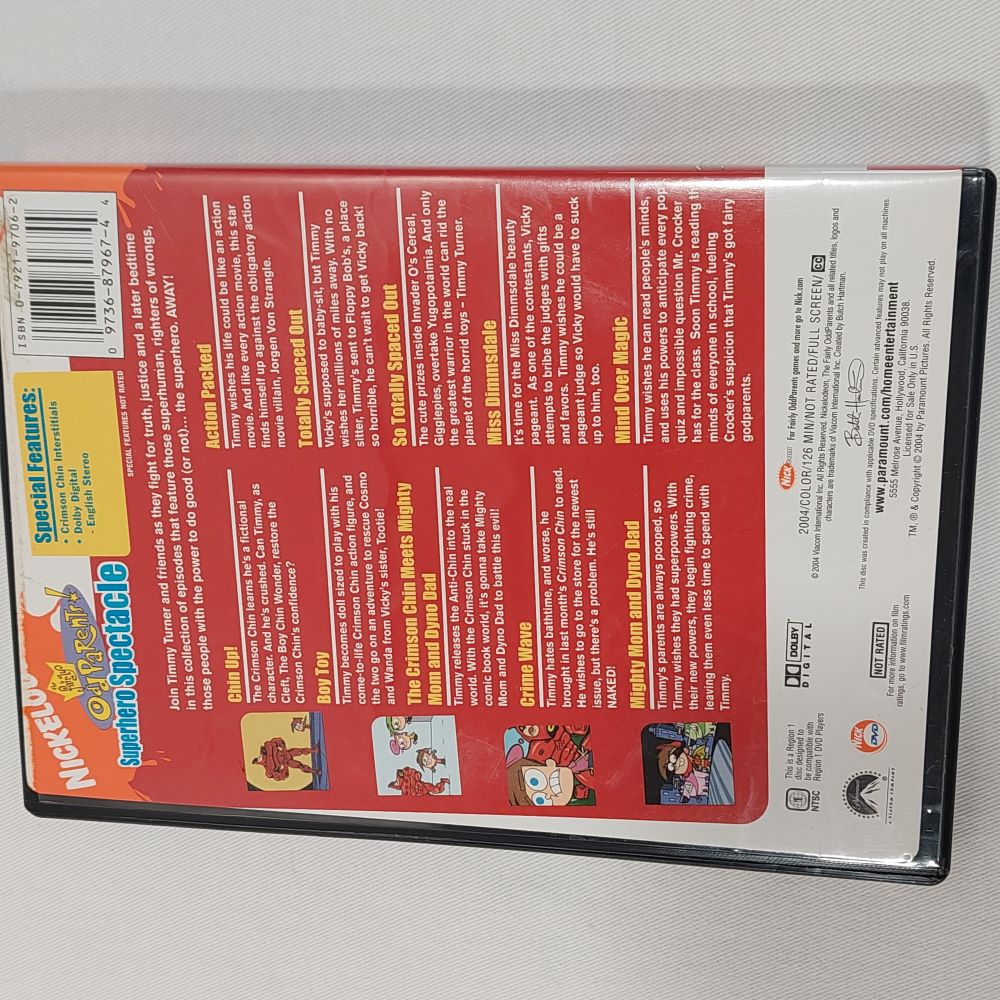 NICKELO
The Fairly
OddParents!
Superhero Spectacle
Special Features:
• Crimson Chin Interstitials
• Dolby Digital
- English Stereo
SPECIAL FEATURES NOT RATED
ISBN 0-7921-9706-2
0 9736-87967-4 4
Join Timmy Turner and friends as they fight for truth, justice and a later bedtime
in this collection of episodes that feature those superhuman, righters of wrongs,
those people with the power to do good (or not)... the superhero. AWAY!
Chin Up!
The Crimson Chin learns he's a fictional
character. And he's crushed. Can Timmy, as
Cleft, The Boy Chin Wonder, restore the
Crimson Chin's confidence?
Boy Toy
Timmy becomes doll sized to play with his
come-to-life Crimson Chin action figure, and
the two go on an adventure to rescue Cosmo
and Wanda from Vicky's sister, Tootie!
The Crimson Chin Meets Mighty
Mom and Dyno Dad
Timmy releases the Anti-Chin into the real
world. With the Crimson Chin stuck in the
comic book world, it's gonna take Mighty
Mom and Dyno Dad to battle this evil!
Crime Wave
Timmy hates bathtime, and worse, he
brought in last month's Crimson Chin to read.
He wishes to go to the store for the newest
issue, but there's a problem. He's still
NAKED!
Mighty Mom and Dyno Dad
Timmy's parents are always pooped, so
Timmy wishes they had superpowers. With
their new powers, they begin fighting crime,
leaving them even less time to spend with
Timmy.
Action Packed
Timmy wishes his life could be like an action
movie. And like every action movie, this star
finds himself up against the obligatory action
movie villain, Jorgen Von Strangle.
Totally Spaced Out
Vicky's supposed to baby-sit, but Timmy
wishes her millions of miles away. With no
sitter, Timmy's sent to Floppy Bob's, a place
so horrible, he can't wait to get Vicky back!
So Totally Spaced Out
The cute prizes inside Invader O's Cereal,
Gigglepies, overtake Yugopotaimia. And only
the greatest warrior in the world can rid the
planet of the horrid toys – Timmy Turner.
Miss Dimmsdale
It's time for the Miss Dimmsdale beauty
pageant. As one of the contestants, Vicky
attempts to bribe the judges with gifts
and favors. Timmy wishes he could be a
pageant judge so Vicky would have to suck
up to him, too.
Mind Over Magic
Timmy wishes he can read people's minds,
and uses his powers to anticipate every pop
quiz and impossible question Mr. Crocker
has for the class. Soon Timmy is reading th
minds of everyone in school, fueling
Crocker's suspicion that Timmy's got fairy
godparents.
NTSC
This is a Region 1
disc designed to
be compatible with
Region 1 DVD Players
DOLBY
DIGITAL
NICK
For Fairly OddParents games and more go to Nick.com
2004/COLOR/126 MIN/NOT RATED/FULL SCREEN/CC
© 2004 Viacom International Inc. All Rights Reserved. Nickelodeon, The Fairly OddParents and all related titles, logos and
characters are trademarks of Viacom International Inc. Created by Butch Hartman.
Butch Hartman
A VIACOM COMPANY
NICK
DVD
NOT RATED
For more information on film
ratings, go to www.filmratings.com
This disc was created in compliance with applicable DVD specifications. Certain advanced features may not play on all machines.
www.paramount.com/homeentertainment
5555 Melrose Avenue, Hollywood, California 90038.
Licensed for Sale Only in U.S.
TM, ® & Copyright © 2004 by Paramount Pictures. All Rights Reserved.